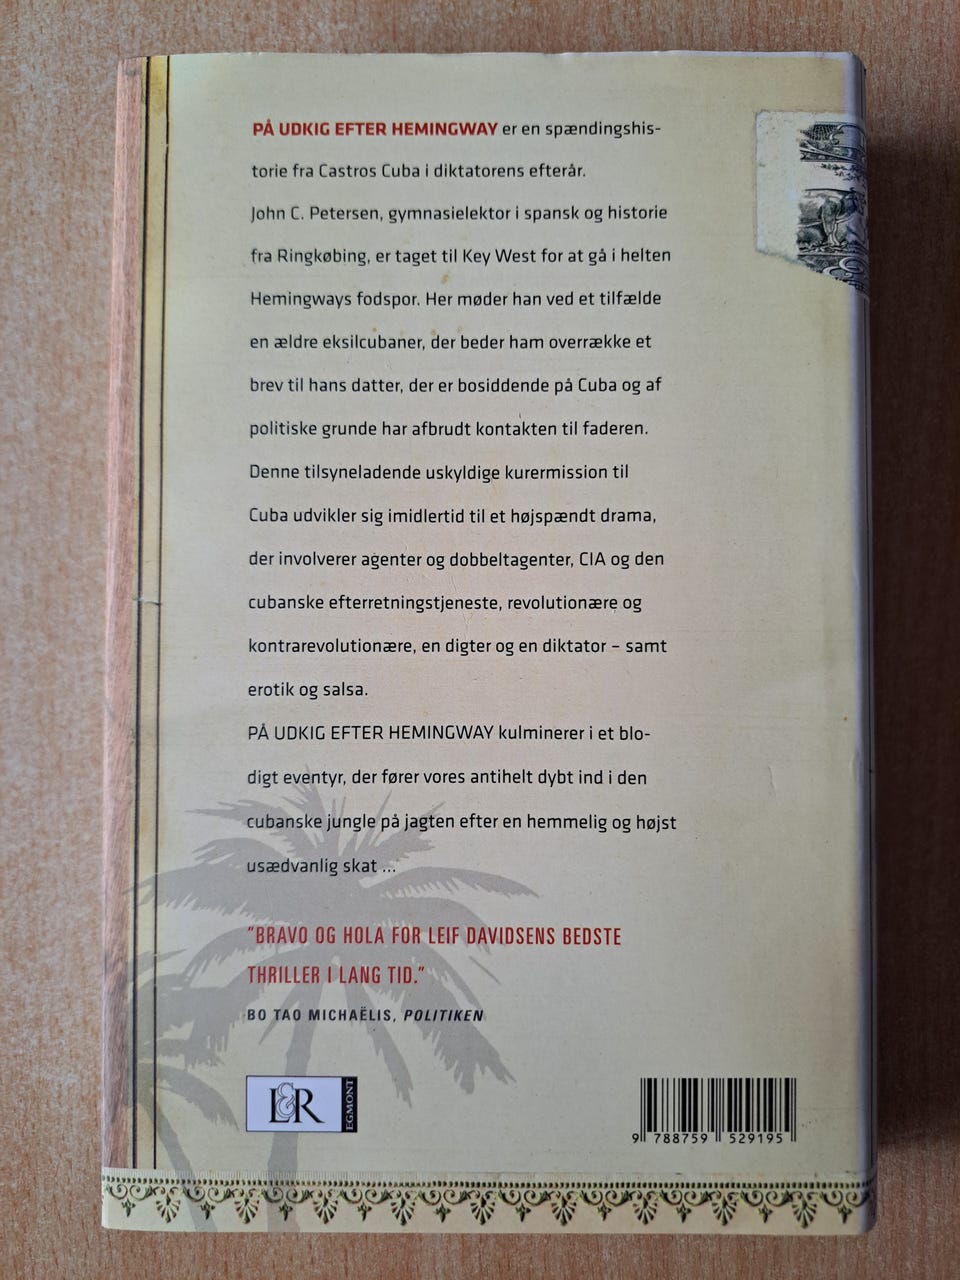 PÅ UDKIG EFTER HEMINGWAY er en spændingshis-
torie fra Castros Cuba i diktatorens efterår.
John C. Petersen, gymnasielektor i spansk og historie
fra Ringkøbing, er taget til Key West for at gå i helten
Hemingways fodspor. Her møder han ved et tilfælde
en ældre eksilcubaner, der beder ham overrække et
brev til hans datter, der er bosiddende på Cuba og af
politiske grunde har afbrudt kontakten til faderen.
Denne tilsyneladende uskyldige kurermission til
Cuba udvikler sig imidlertid til et højspændt drama,
der involverer agenter og dobbeltagenter, CIA og den
cubanske efterretningstjeneste, revolutionære og
kontrarevolutionære, en digter og en diktator – samt
erotik og salsa.
PÅ UDKIG EFTER HEMINGWAY kulminerer i et blo-
digt eventyr, der fører vores antihelt dybt ind i den
cubanske jungle på jagten efter en hemmelig og højst
usædvanlig skat ...
"BRAVO OG HOLA FOR LEIF DAVIDSENS BEDSTE
THRILLER I LANG TID."
BO TAO MICHAËLIS, POLITIKEN
L&R
EGMONT
9 788759 529195